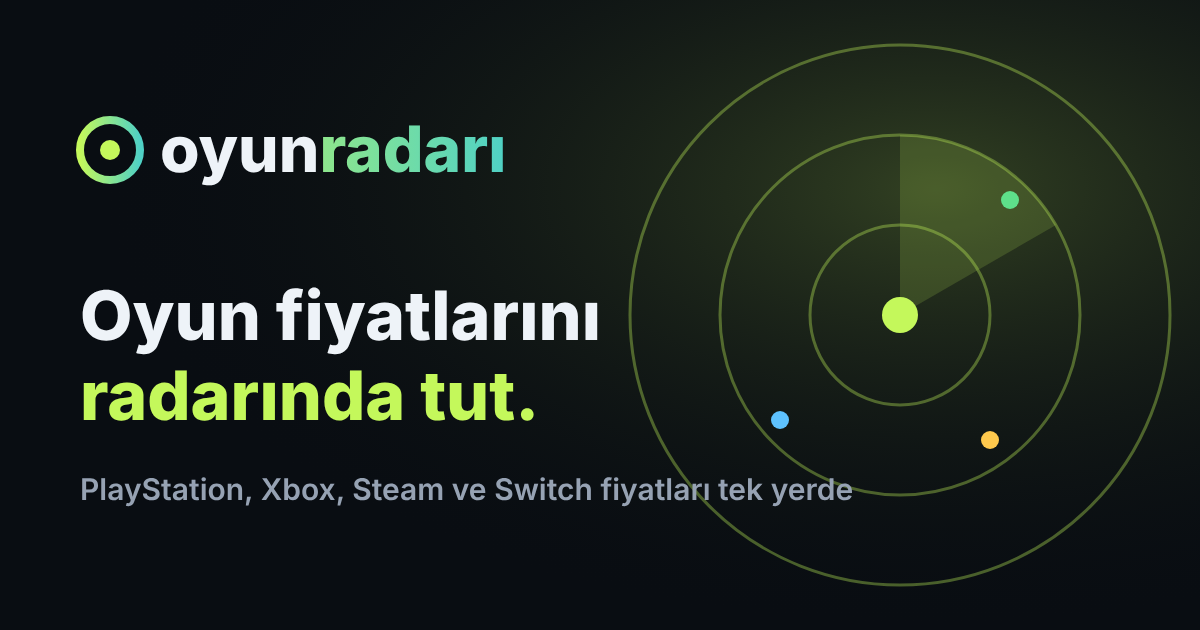 oyunradarı
Oyun fiyatlarını
radarında tut.
PlayStation, Xbox, Steam ve Switch fiyatları tek yerde